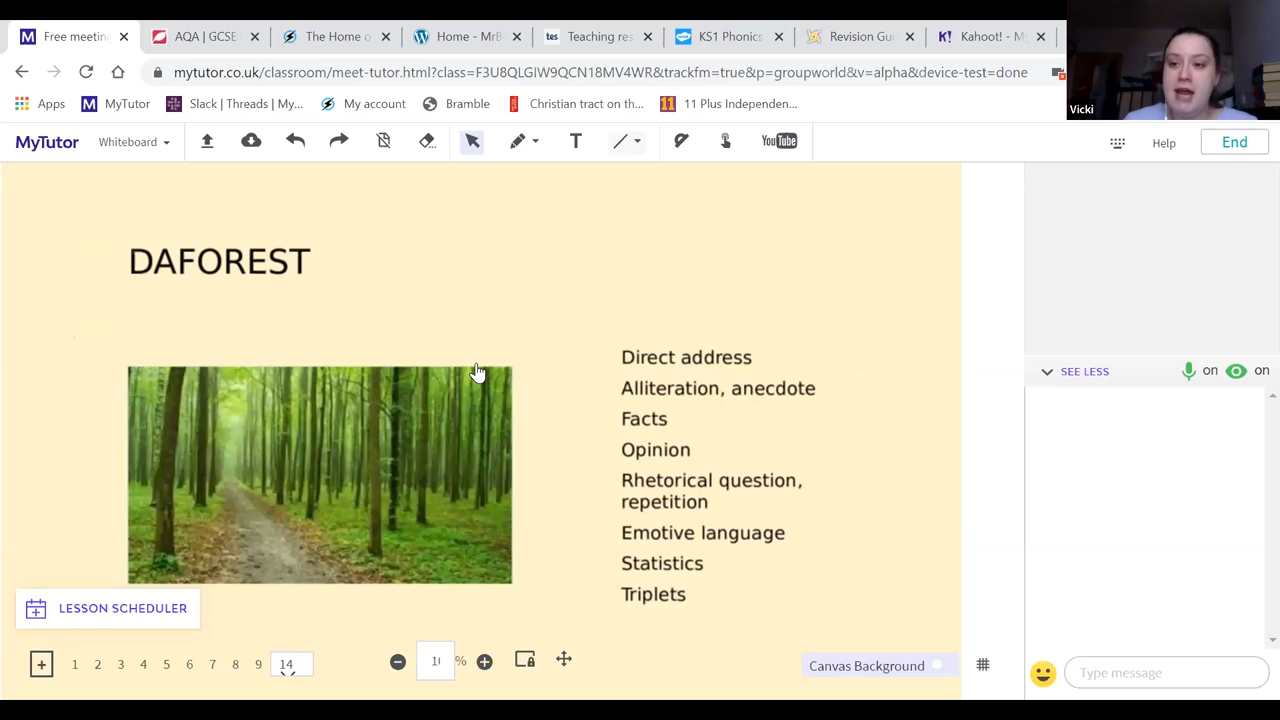 Free meetin
AQA | GCSE
The Home o
Home - MrB
tes
Teaching re
KS1 Phonics
Revision Gu
K!
Kahoot! - M
mytutor.co.uk/classroom/meet-tutor.html?class=F3U8QLGIW9QCN18MV4WR&trackfm=true&p=groupworld&v=alpha&device-test=done
Apps
M MyTutor
Slack | Threads | My...
My account
Bramble
Christian tract on th...
11 Plus Independen...
Vicki
MyTutor
Whiteboard
T
YouTube
Help
End
DAFOREST
Direct address
Alliteration, anecdote
Facts
Opinion
Rhetorical question,
repetition
Emotive language
Statistics
Triplets
SEE LESS
on
on
LESSON SCHEDULER
1 2 3 4 5 6 7 8 9 14
%
Canvas Background
Type message